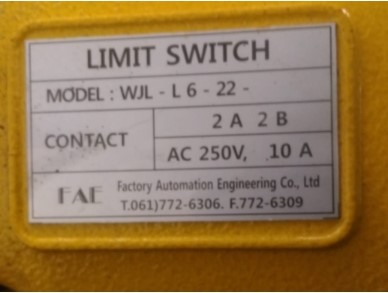 LIMIT SWITCH
MODEL : WJL - L 6 - 22 -
CONTACT
2 A 2 B
AC 250V, 10 A
FAE Factory Automation Engineering Co., Ltd
T.061)772-6306. F.772-6309